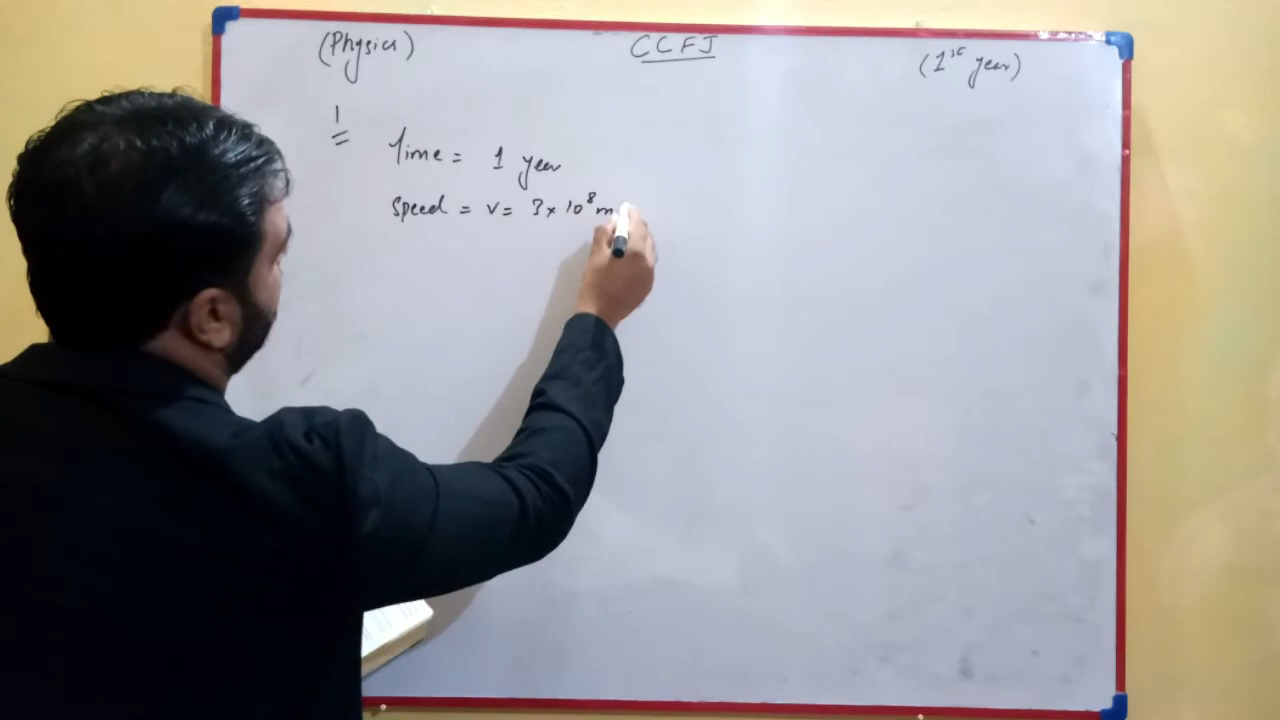 (Physics) CCFJ (1st year)
1
Time = 1 year
Speed = v = 3 × 10⁸ m